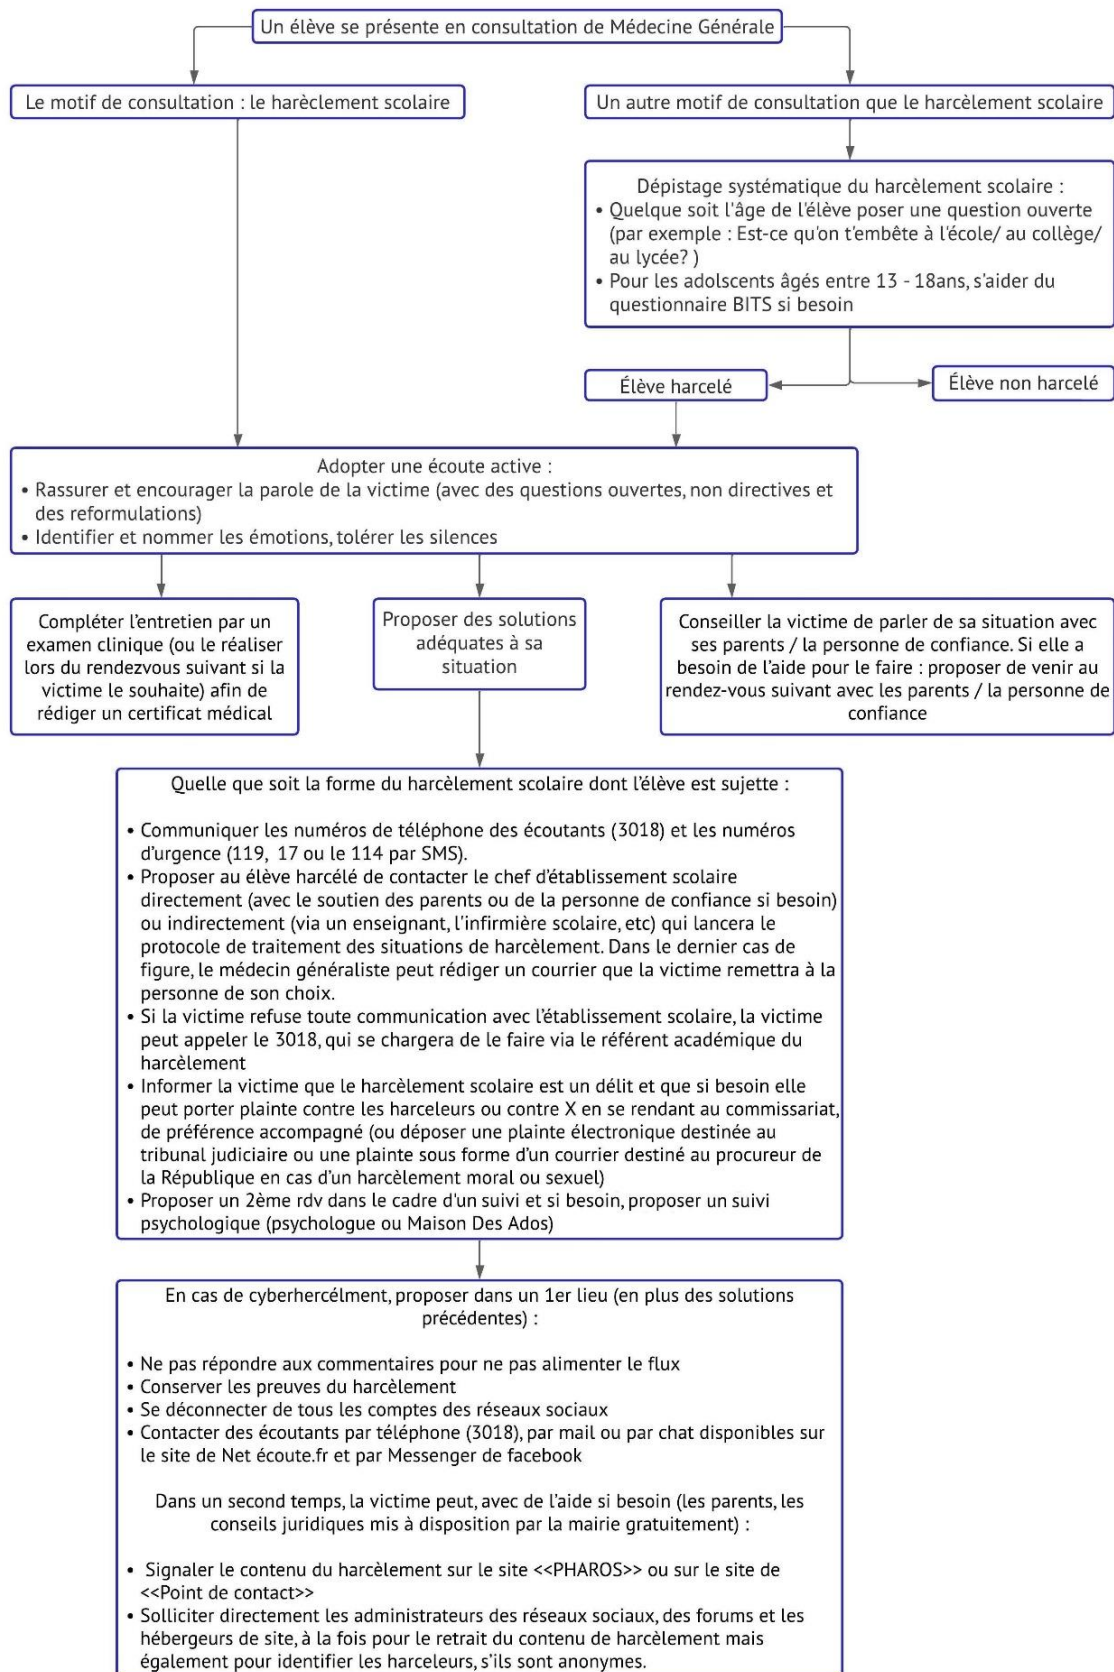 Un élève se présente en consultation de Médecine Générale
Le motif de consultation : le harèclement scolaire
Un autre motif de consultation que le harcèlement scolaire
Dépistage systématique du harcèlement scolaire :
• Quelque soit l'âge de l'élève poser une question ouverte
(par exemple : Est-ce qu'on t'embête à l'école/ au collège/
au lycée? )
• Pour les adolscents âgés entre 13 - 18ans, s'aider du
questionnaire BITS si besoin
Élève harcelé
Élève non harcelé
Adopter une écoute active :
• Rassurer et encourager la parole de la victime (avec des questions ouvertes, non directives et
des reformulations)
• Identifier et nommer les émotions, tolérer les silences
Compléter l'entretien par un
examen clinique (ou le réaliser
lors du rendezvous suivant si la
victime le souhaite) afin de
rédiger un certificat médical
Proposer des solutions
adéquates à sa
situation
Conseiller la victime de parler de sa situation avec
ses parents / la personne de confiance. Si elle a
besoin de l'aide pour le faire : proposer de venir au
rendez-vous suivant avec les parents / la personne de
confiance
Quelle que soit la forme du harcèlement scolaire dont l'élève est sujette :
• Communiquer les numéros de téléphone des écoutants (3018) et les numéros
d'urgence (119, 17 ou le 114 par SMS).
• Proposer au élève harcélé de contacter le chef d'établissement scolaire
directement (avec le soutien des parents ou de la personne de confiance si besoin)
ou indirectement (via un enseignant, l'infirmière scolaire, etc) qui lancera le
protocole de traitement des situations de harcèlement. Dans le dernier cas de
figure, le médecin généraliste peut rédiger un courrier que la victime remettra à la
personne de son choix.
• Si la victime refuse toute communication avec l'établissement scolaire, la victime
peut appeler le 3018, qui se chargera de le faire via le référent académique du
harcèlement
• Informer la victime que le harcèlement scolaire est un délit et que si besoin elle
peut porter plainte contre les harceleurs ou contre X en se rendant au commissariat,
de préférence accompagné (ou déposer une plainte électronique destinée au
tribunal judiciaire ou une plainte sous forme d'un courrier destiné au procureur de
la République en cas d'un harcèlement moral ou sexuel)
• Proposer un 2ème rdv dans le cadre d'un suivi et si besoin, proposer un suivi
psychologique (psychologue ou Maison Des Ados)
En cas de cyberhercélment, proposer dans un 1er lieu (en plus des solutions
précédentes) :
• Ne pas répondre aux commentaires pour ne pas alimenter le flux
• Conserver les preuves du harcèlement
• Se déconnecter de tous les comptes des réseaux sociaux
• Contacter des écoutants par téléphone (3018), par mail ou par chat disponibles sur
le site de Net écoute.fr et par Messenger de facebook
Dans un second temps, la victime peut, avec de l'aide si besoin (les parents, les
conseils juridiques mis à disposition par la mairie gratuitement) :
• Signaler le contenu du harcèlement sur le site <<PHAROS>> ou sur le site de
<<Point de contact>>
• Solliciter directement les administrateurs des réseaux sociaux, des forums et les
hébergeurs de site, à la fois pour le retrait du contenu de harcèlement mais
également pour identifier les harceleurs, s'ils sont anonymes.